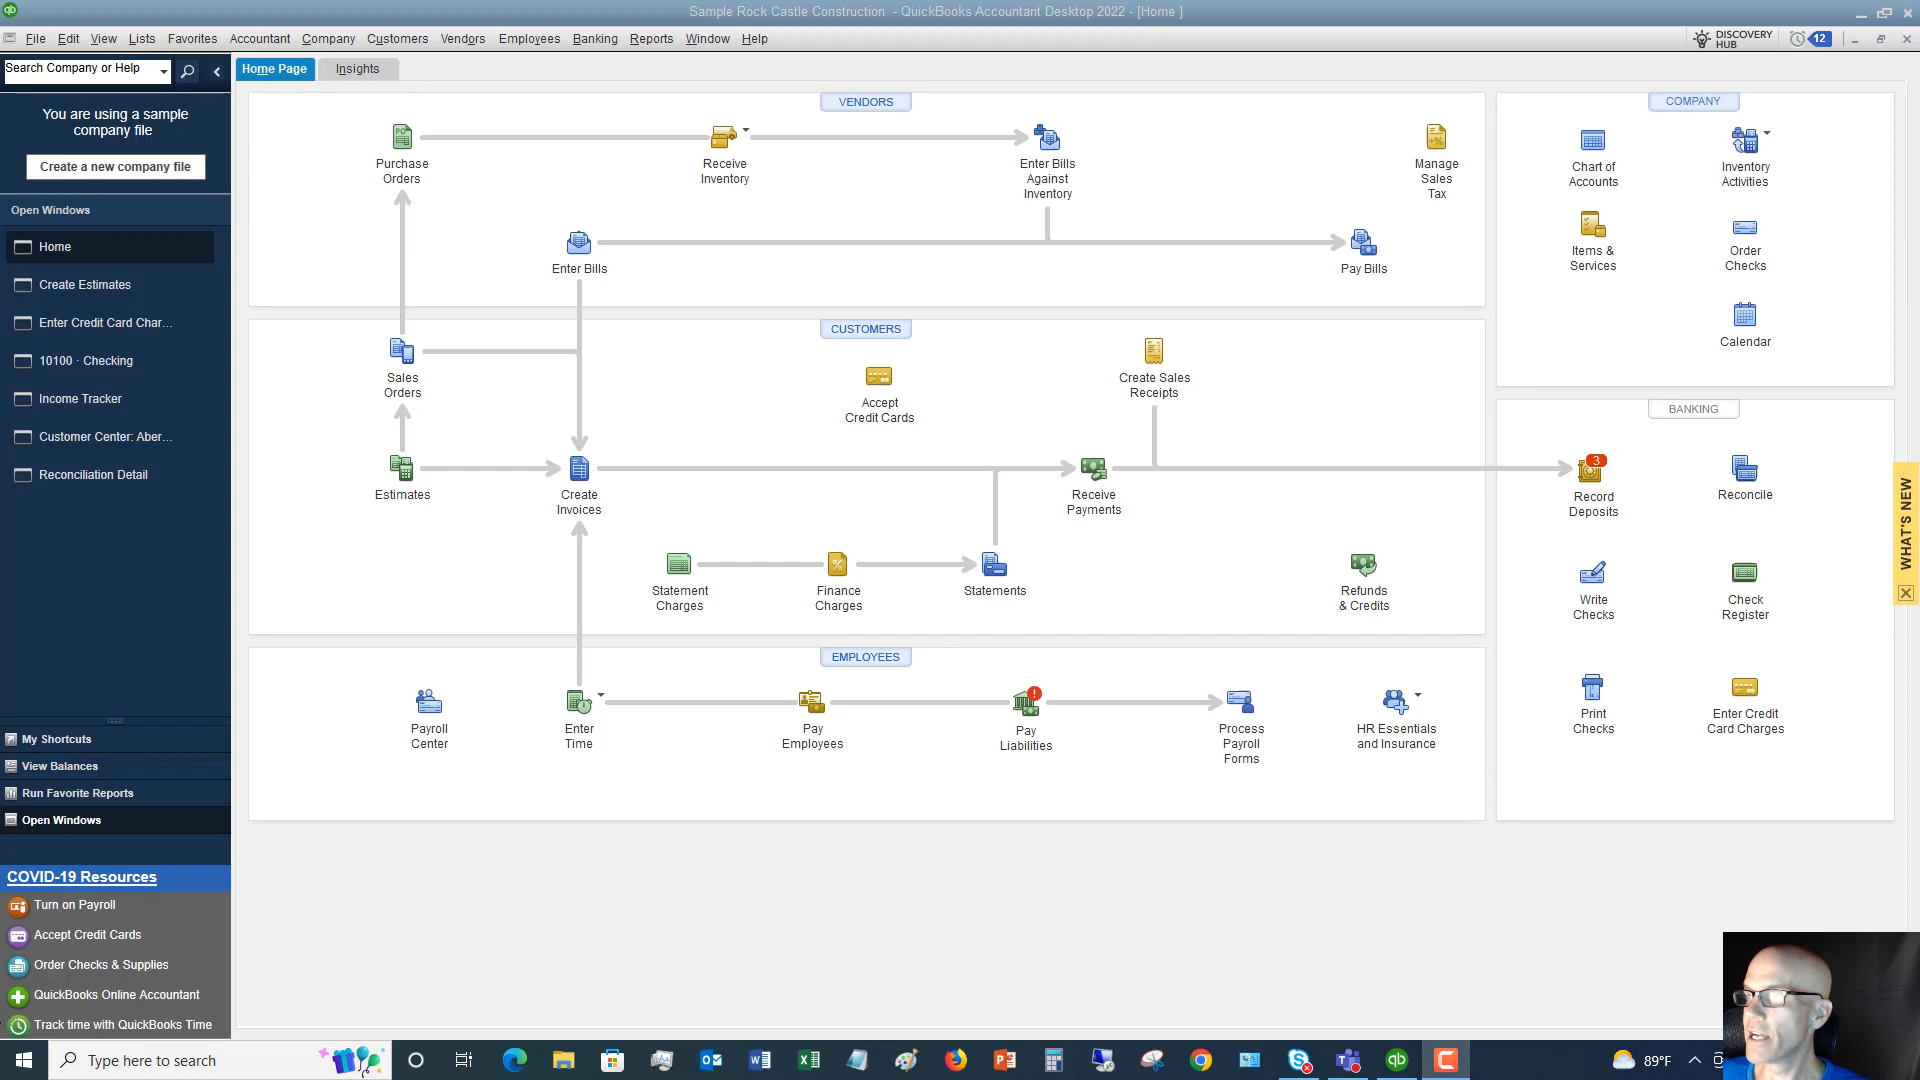 Sample Rock Castle Construction - QuickBooks Accountant Desktop 2022 - [Home ]
File Edit View Lists Favorites Accountant Company Customers Vendors Employees Banking Reports Window Help
DISCOVERY
HUB
12
Search Company or Help
Home Page
Insights
You are using a sample
company file
Create a new company file
Open Windows
Home
Create Estimates
Enter Credit Card Char...
10100 · Checking
Income Tracker
Customer Center: Aber...
Reconciliation Detail
My Shortcuts
View Balances
Run Favorite Reports
Open Windows
COVID-19 Resources
Turn on Payroll
Accept Credit Cards
Order Checks & Supplies
QuickBooks Online Accountant
Track time with QuickBooks Time
VENDORS
Purchase
Orders
Receive
Inventory
Enter Bills
Against
Inventory
Manage
Sales
Tax
Enter Bills
Pay Bills
CUSTOMERS
Sales
Orders
Accept
Credit Cards
Create Sales
Receipts
Estimates
Create
Invoices
Receive
Payments
Statement
Charges
Finance
Charges
Statements
Refunds
& Credits
EMPLOYEES
Payroll
Center
Enter
Time
Pay
Employees
Pay
Liabilities
Process
Payroll
Forms
HR Essentials
and Insurance
COMPANY
Chart of
Accounts
Inventory
Activities
Items &
Services
Order
Checks
Calendar
BANKING
3
Record
Deposits
Reconcile
Write
Checks
Check
Register
Print
Checks
Enter Credit
Card Charges
WHAT'S NEW
Type here to search
89°F